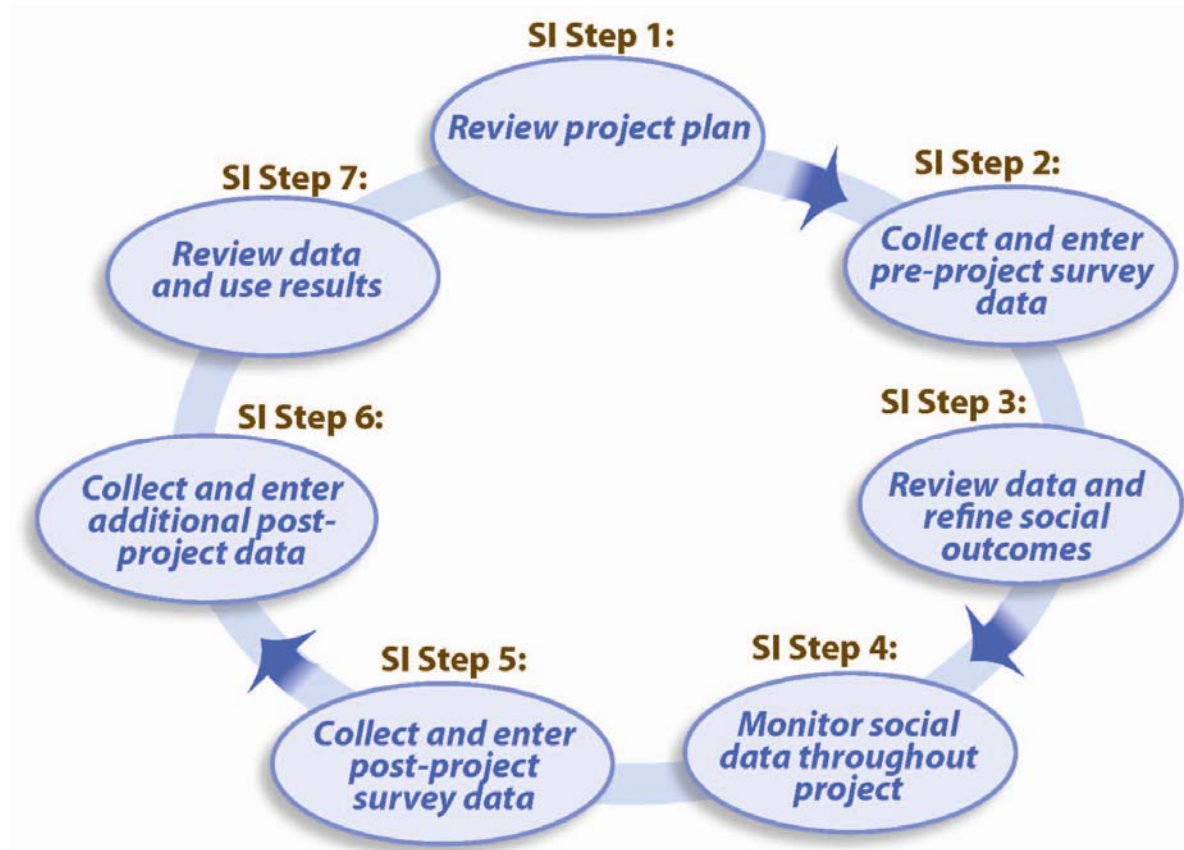 SI Step 1:
Review project plan
SI Step 2:
Collect and enter
pre-project survey
data
SI Step 3:
Review data and
refine social
outcomes
SI Step 4:
Monitor social
data throughout
project
SI Step 5:
Collect and enter
post-project
survey data
SI Step 6:
Collect and enter
additional post-
project data
SI Step 7:
Review data
and use results